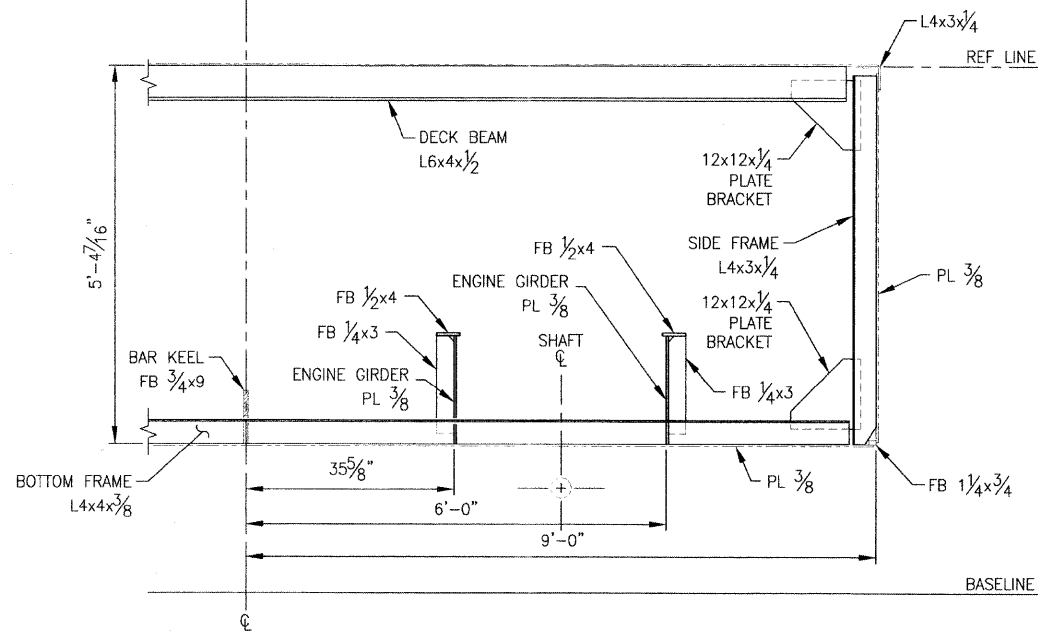 L4x3x1/4
REF LINE
DECK BEAM
L6x4x1/2
12x12x1/4
PLATE
BRACKET
5'-4 7/16"
FB 1/2x4
SIDE FRAME
L4x3x1/4
ENGINE GIRDER
PL 3/8
PL 3/8
FB 1/2x4
FB 1/4x3
12x12x1/4
PLATE
BRACKET
SHAFT
℄
BAR KEEL
FB 3/4x9
ENGINE GIRDER
PL 3/8
FB 1/4x3
35 5/8"
PL 3/8
BOTTOM FRAME
L4x4x3/8
FB 1 1/4x3/4
6'-0"
9'-0"
BASELINE
℄